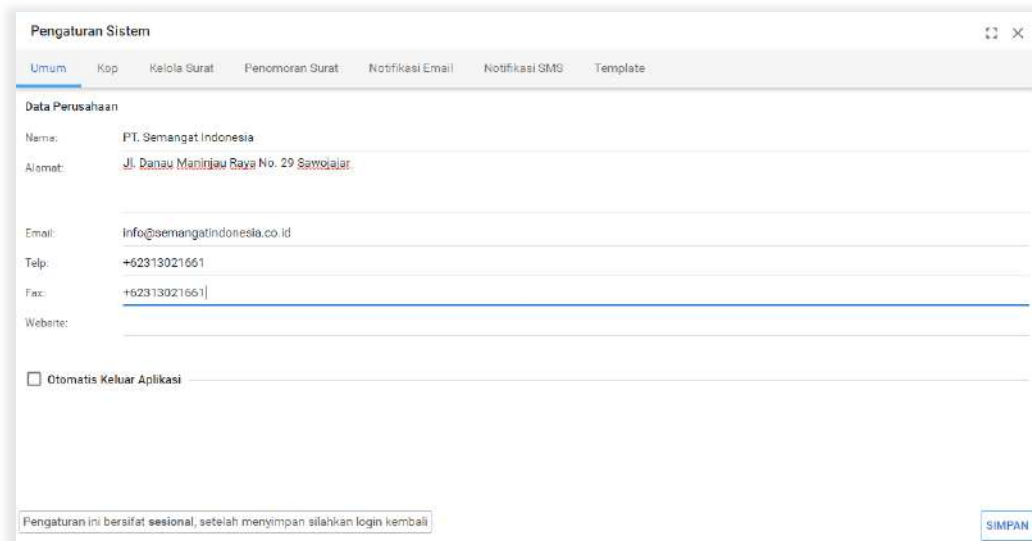 Pengaturan Sistem
Umum Kop Kelola Surat Penomoran Surat Notifikasi Email Notifikasi SMS Template
Data Perusahaan
Nama: PT. Semangat Indonesia
Alamat: Jl. Danau Maninjau Raya No. 29 Sawojajar
Email: info@semangatindonesia.co.id
Telp: +62313021661
Fax: +62313021661
Website:
Otomatis Keluar Aplikasi
Pengaturan ini bersifat sesional, setelah menyimpan silahkan login kembali
SIMPAN